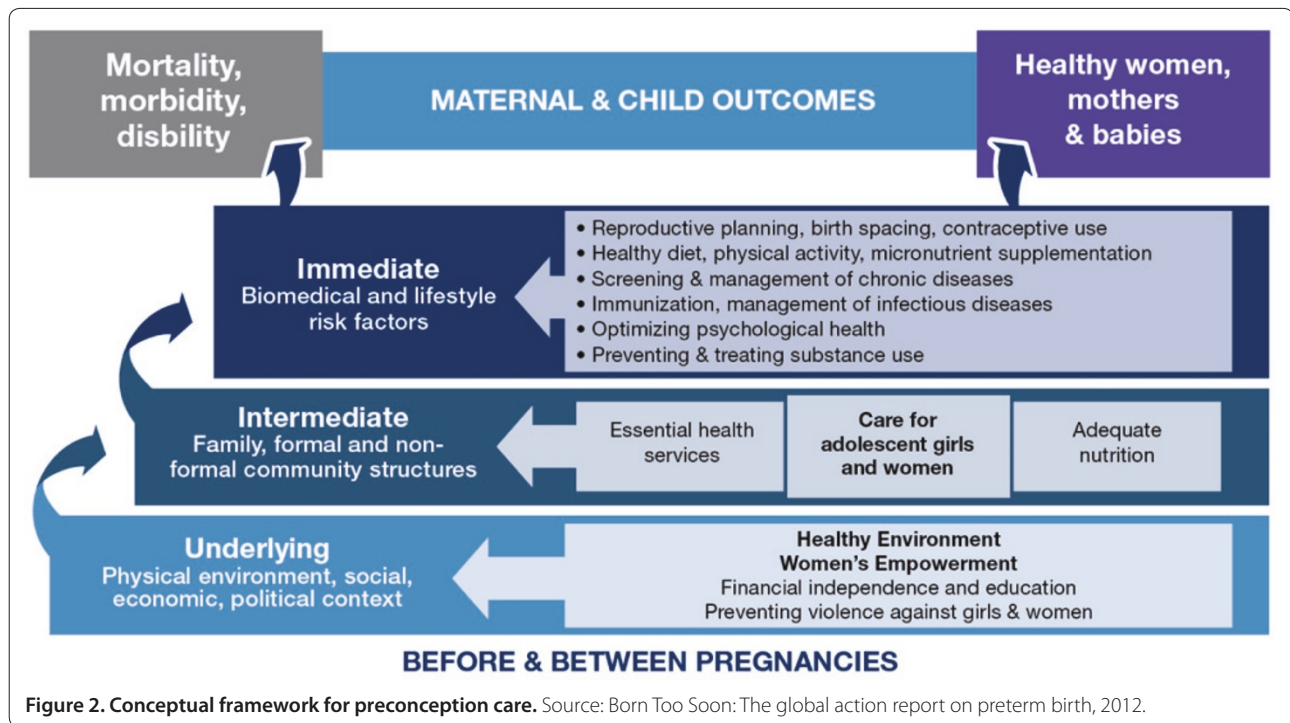 Mortality,
morbidity,
disbility
MATERNAL & CHILD OUTCOMES
Healthy women,
mothers
& babies
Immediate
Biomedical and lifestyle
risk factors
• Reproductive planning, birth spacing, contraceptive use
• Healthy diet, physical activity, micronutrient supplementation
• Screening & management of chronic diseases
• Immunization, management of infectious diseases
• Optimizing psychological health
• Preventing & treating substance use
Intermediate
Family, formal and non-
formal community structures
Essential health
services
Care for
adolescent girls
and women
Adequate
nutrition
Underlying
Physical environment, social,
economic, political context
Healthy Environment
Women's Empowerment
Financial independence and education
Preventing violence against girls & women
BEFORE & BETWEEN PREGNANCIES
Figure 2. Conceptual framework for preconception care. Source: Born Too Soon: The global action report on preterm birth, 2012.